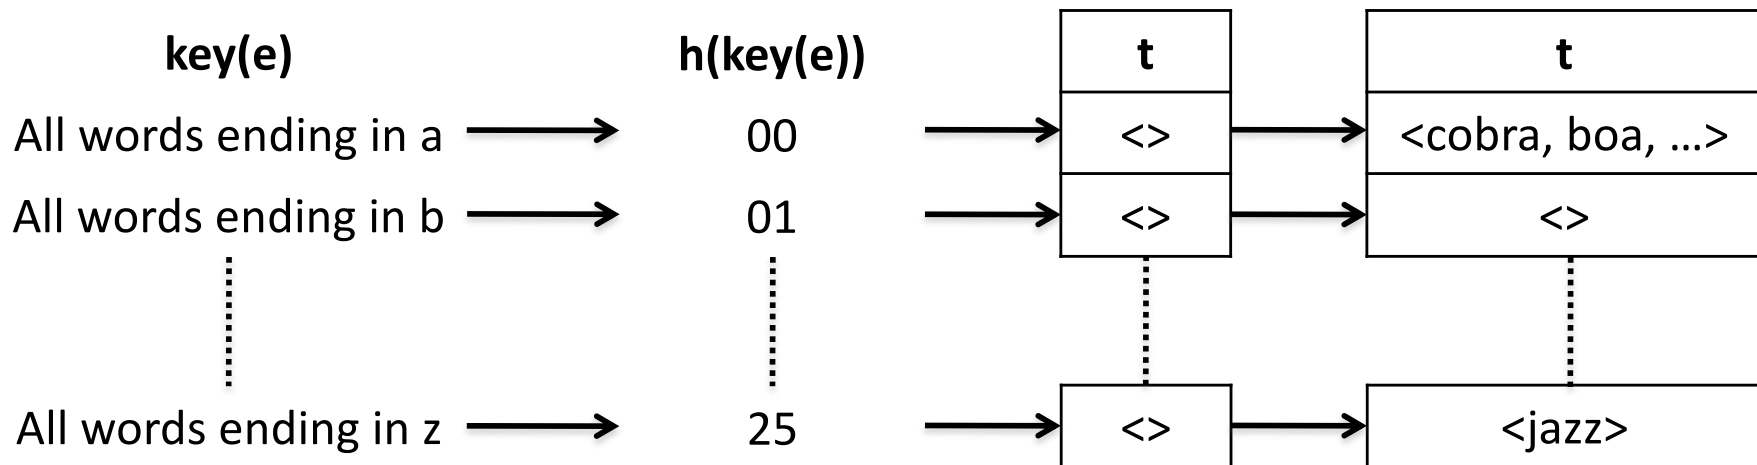 key(e) h(key(e)) t t
All words ending in a 00 <> <cobra, boa, ...>
All words ending in b 01 <> <>
All words ending in z 25 <> <jazz>